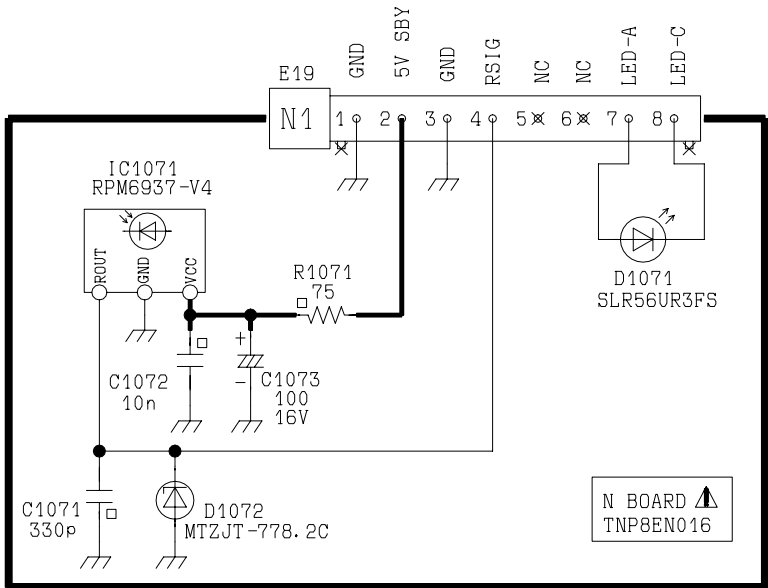 E19
GND
5V SBY
GND
RSIG
NC
NC
LED-A
LED-C
N1
1
2
3
4
5
6
7
8
IC1071
RPM6937-V4
ROUT
GND
VCC
R1071
75
D1071
SLR56UR3FS
+
-
C1072
10n
C1073
100
16V
C1071
330p
D1072
MTZJT-778.2C
N BOARD
TNP8EN016